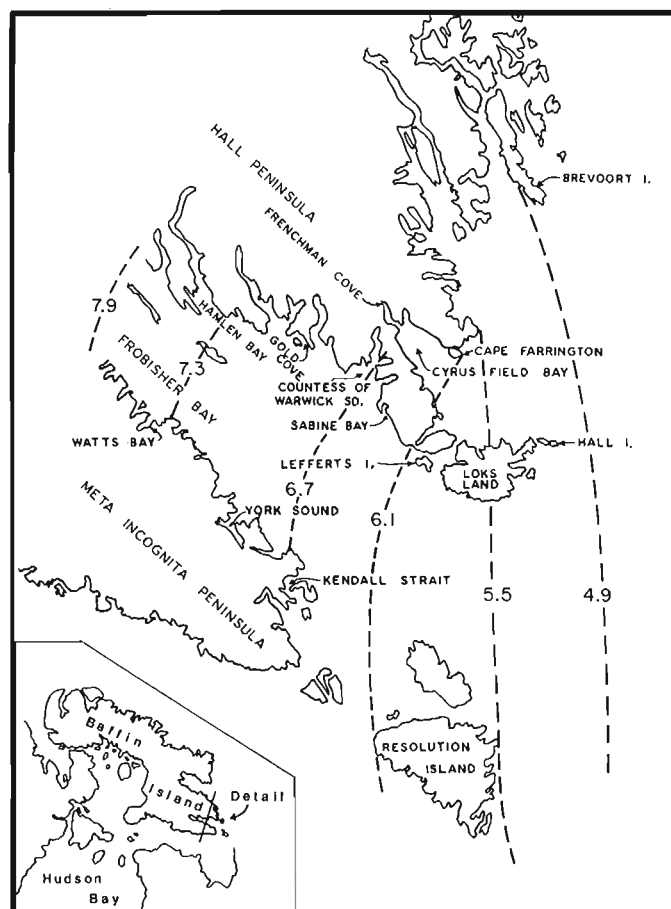 HALL PENINSULA
FRENCHMAN COVE
BREVOORT I.
7.9
HAMLEN BAY
GOLD
COVE
FROBISHER BAY
7.3
CAPE FARRINGTON
CYRUS FIELD BAY
COUNTESS OF
WARWICK SD.
SABINE BAY
WATTS BAY
HALL I.
LEFFERTS I.
LOKS
LAND
6.7
6.1
META INCOGNITA PENINSULA
YORK SOUND
KENDALL STRAIT
5.5
4.9
RESOLUTION
ISLAND
Baffin
Island
Detail
Hudson
Bay